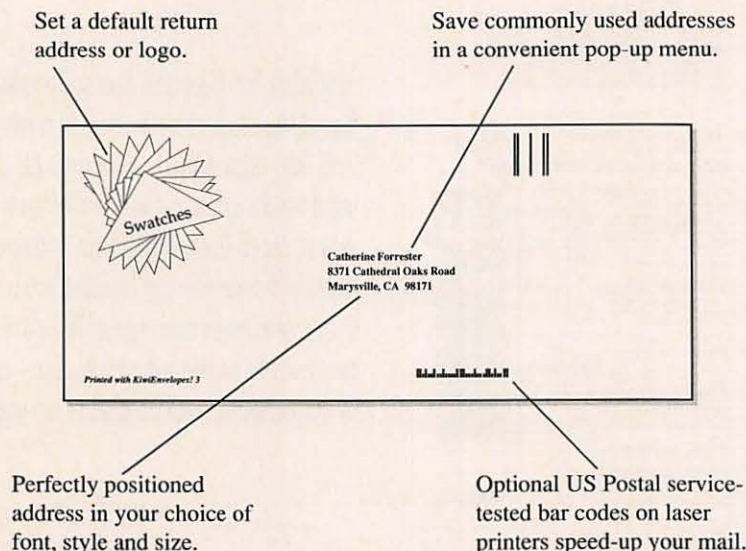 Set a default return
address or logo.
Save commonly used addresses
in a convenient pop-up menu.
Swatches
Catherine Forrester
8371 Cathedral Oaks Road
Marysville, CA 98171
Printed with KiwiEnvelopes! 3
Perfectly positioned
address in your choice of
font, style and size.
Optional US Postal service-
tested bar codes on laser
printers speed-up your mail.